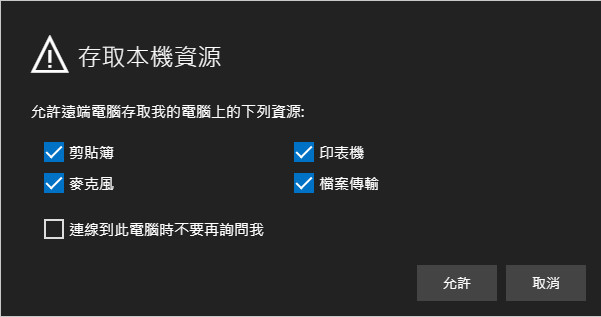 存取本機資源
允許遠端電腦存取我的電腦上的下列資源:
剪貼簿 印表機
麥克風 檔案傳輸
連線到此電腦時不要再詢問我
允許 取消